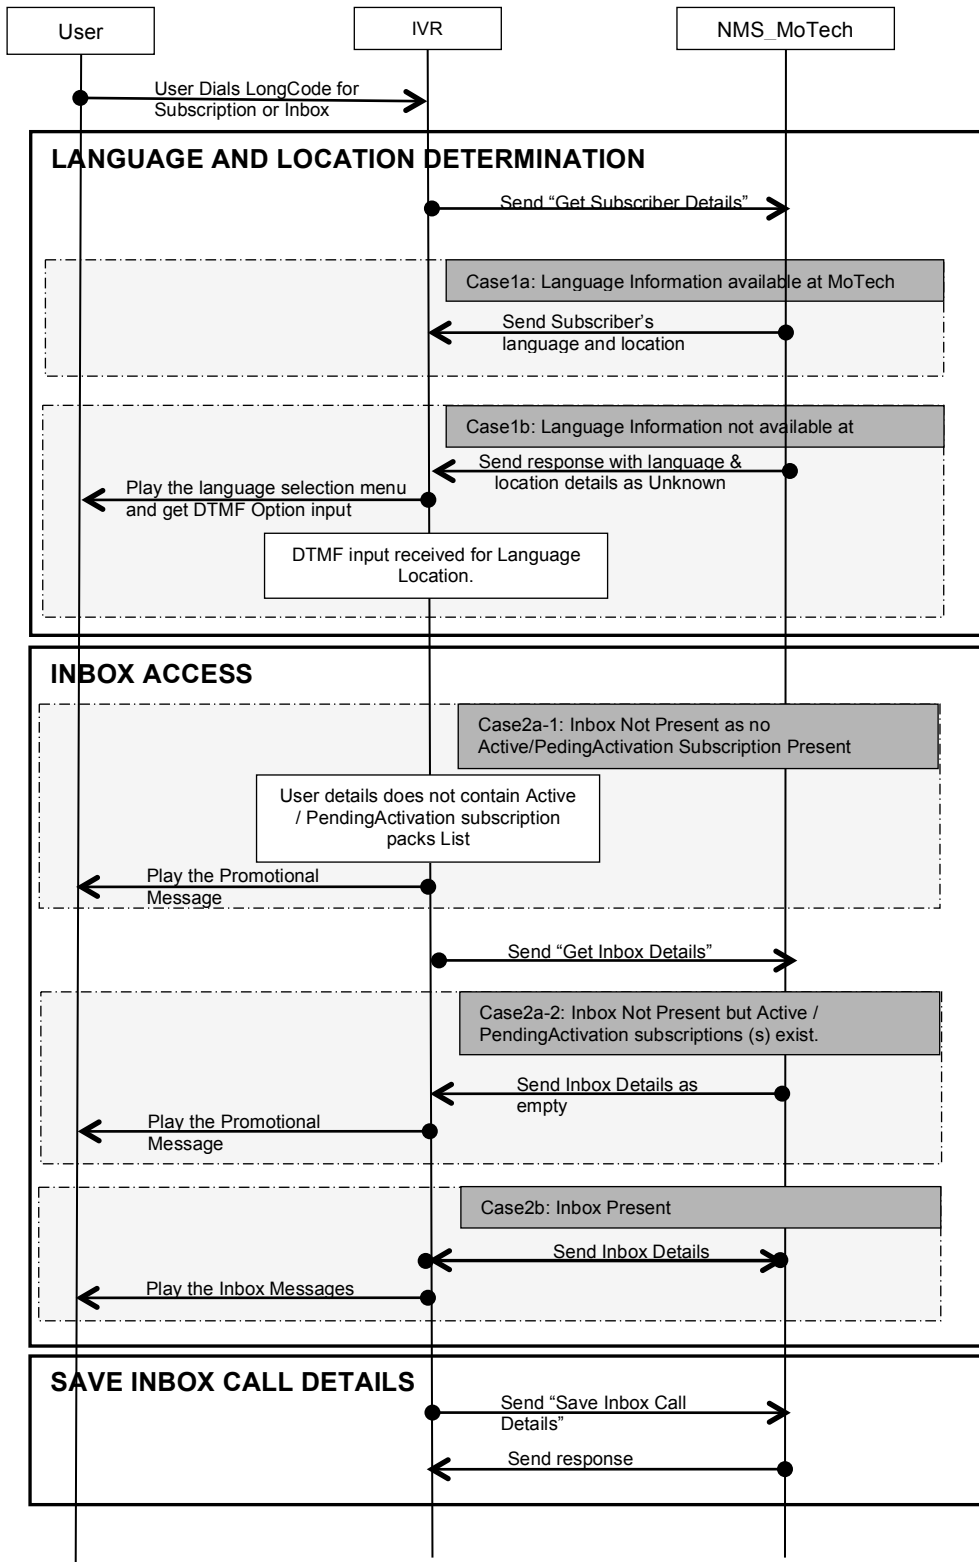 User
IVR
NMS_MoTech
User Dials LongCode for
Subscription or Inbox
LANGUAGE AND LOCATION DETERMINATION
Send “Get Subscriber Details”
Case1a: Language Information available at MoTech
Send Subscriber’s
language and location
Case1b: Language Information not available at
Send response with language &
location details as Unknown
Play the language selection menu
and get DTMF Option input
DTMF input received for Language
Location.
INBOX ACCESS
Case2a-1: Inbox Not Present as no
Active/PedingActivation Subscription Present
User details does not contain Active
/ PendingActivation subscription
packs List
Play the Promotional
Message
Send “Get Inbox Details”
Case2a-2: Inbox Not Present but Active /
PendingActivation subscriptions (s) exist.
Send Inbox Details as
empty
Play the Promotional
Message
Case2b: Inbox Present
Send Inbox Details
Play the Inbox Messages
SAVE INBOX CALL DETAILS
Send “Save Inbox Call
Details”
Send response